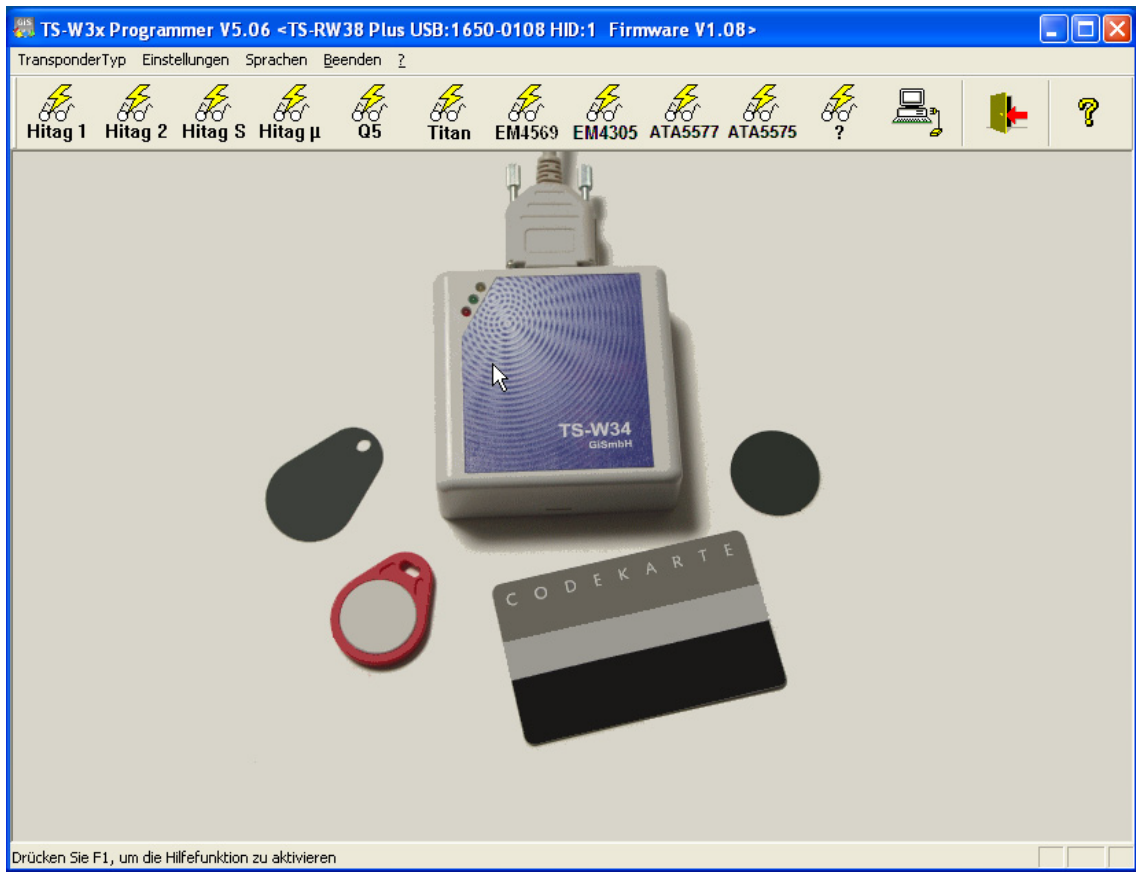 TS-W3x Programmer V5.06 <TS-RW38 Plus USB:1650-0108 HID:1 Firmware V1.08>
TransponderTyp Einstellungen Sprachen Beenden ?
Hitag 1 Hitag 2 Hitag S Hitag µ Q5 Titan EM4569 EM4305 ATA5577 ATA5575 ?
TS-W34
GiSmbH
CODEKARTE
Drücken Sie F1, um die Hilfefunktion zu aktivieren